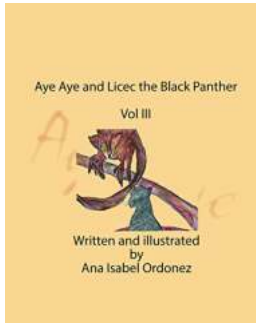 Aye Aye and Licec the Black Panther
Vol III
Written and illustrated
by
Ana Isabel Ordonez